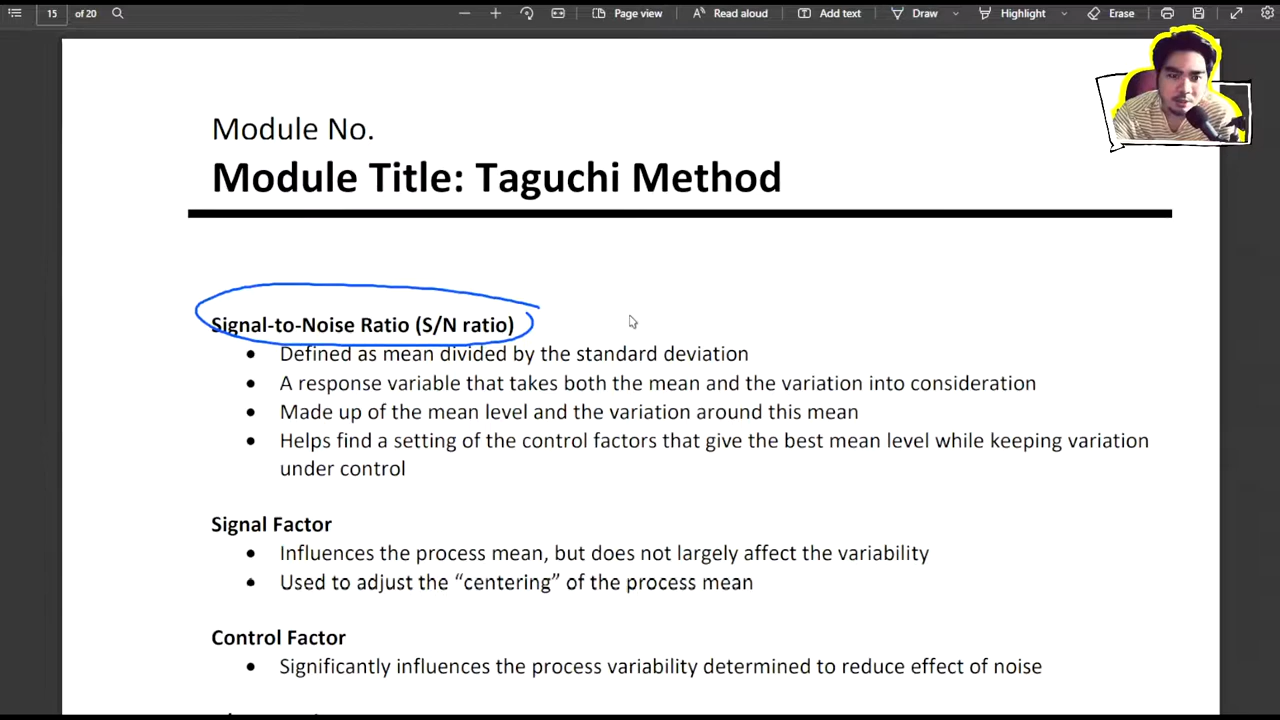 15 of 20 Page view Read aloud Add text Draw Highlight Erase
Module No.
Module Title: Taguchi Method
Signal-to-Noise Ratio (S/N ratio)
• Defined as mean divided by the standard deviation
• A response variable that takes both the mean and the variation into consideration
• Made up of the mean level and the variation around this mean
• Helps find a setting of the control factors that give the best mean level while keeping variation
under control
Signal Factor
• Influences the process mean, but does not largely affect the variability
• Used to adjust the “centering” of the process mean
Control Factor
• Significantly influences the process variability determined to reduce effect of noise